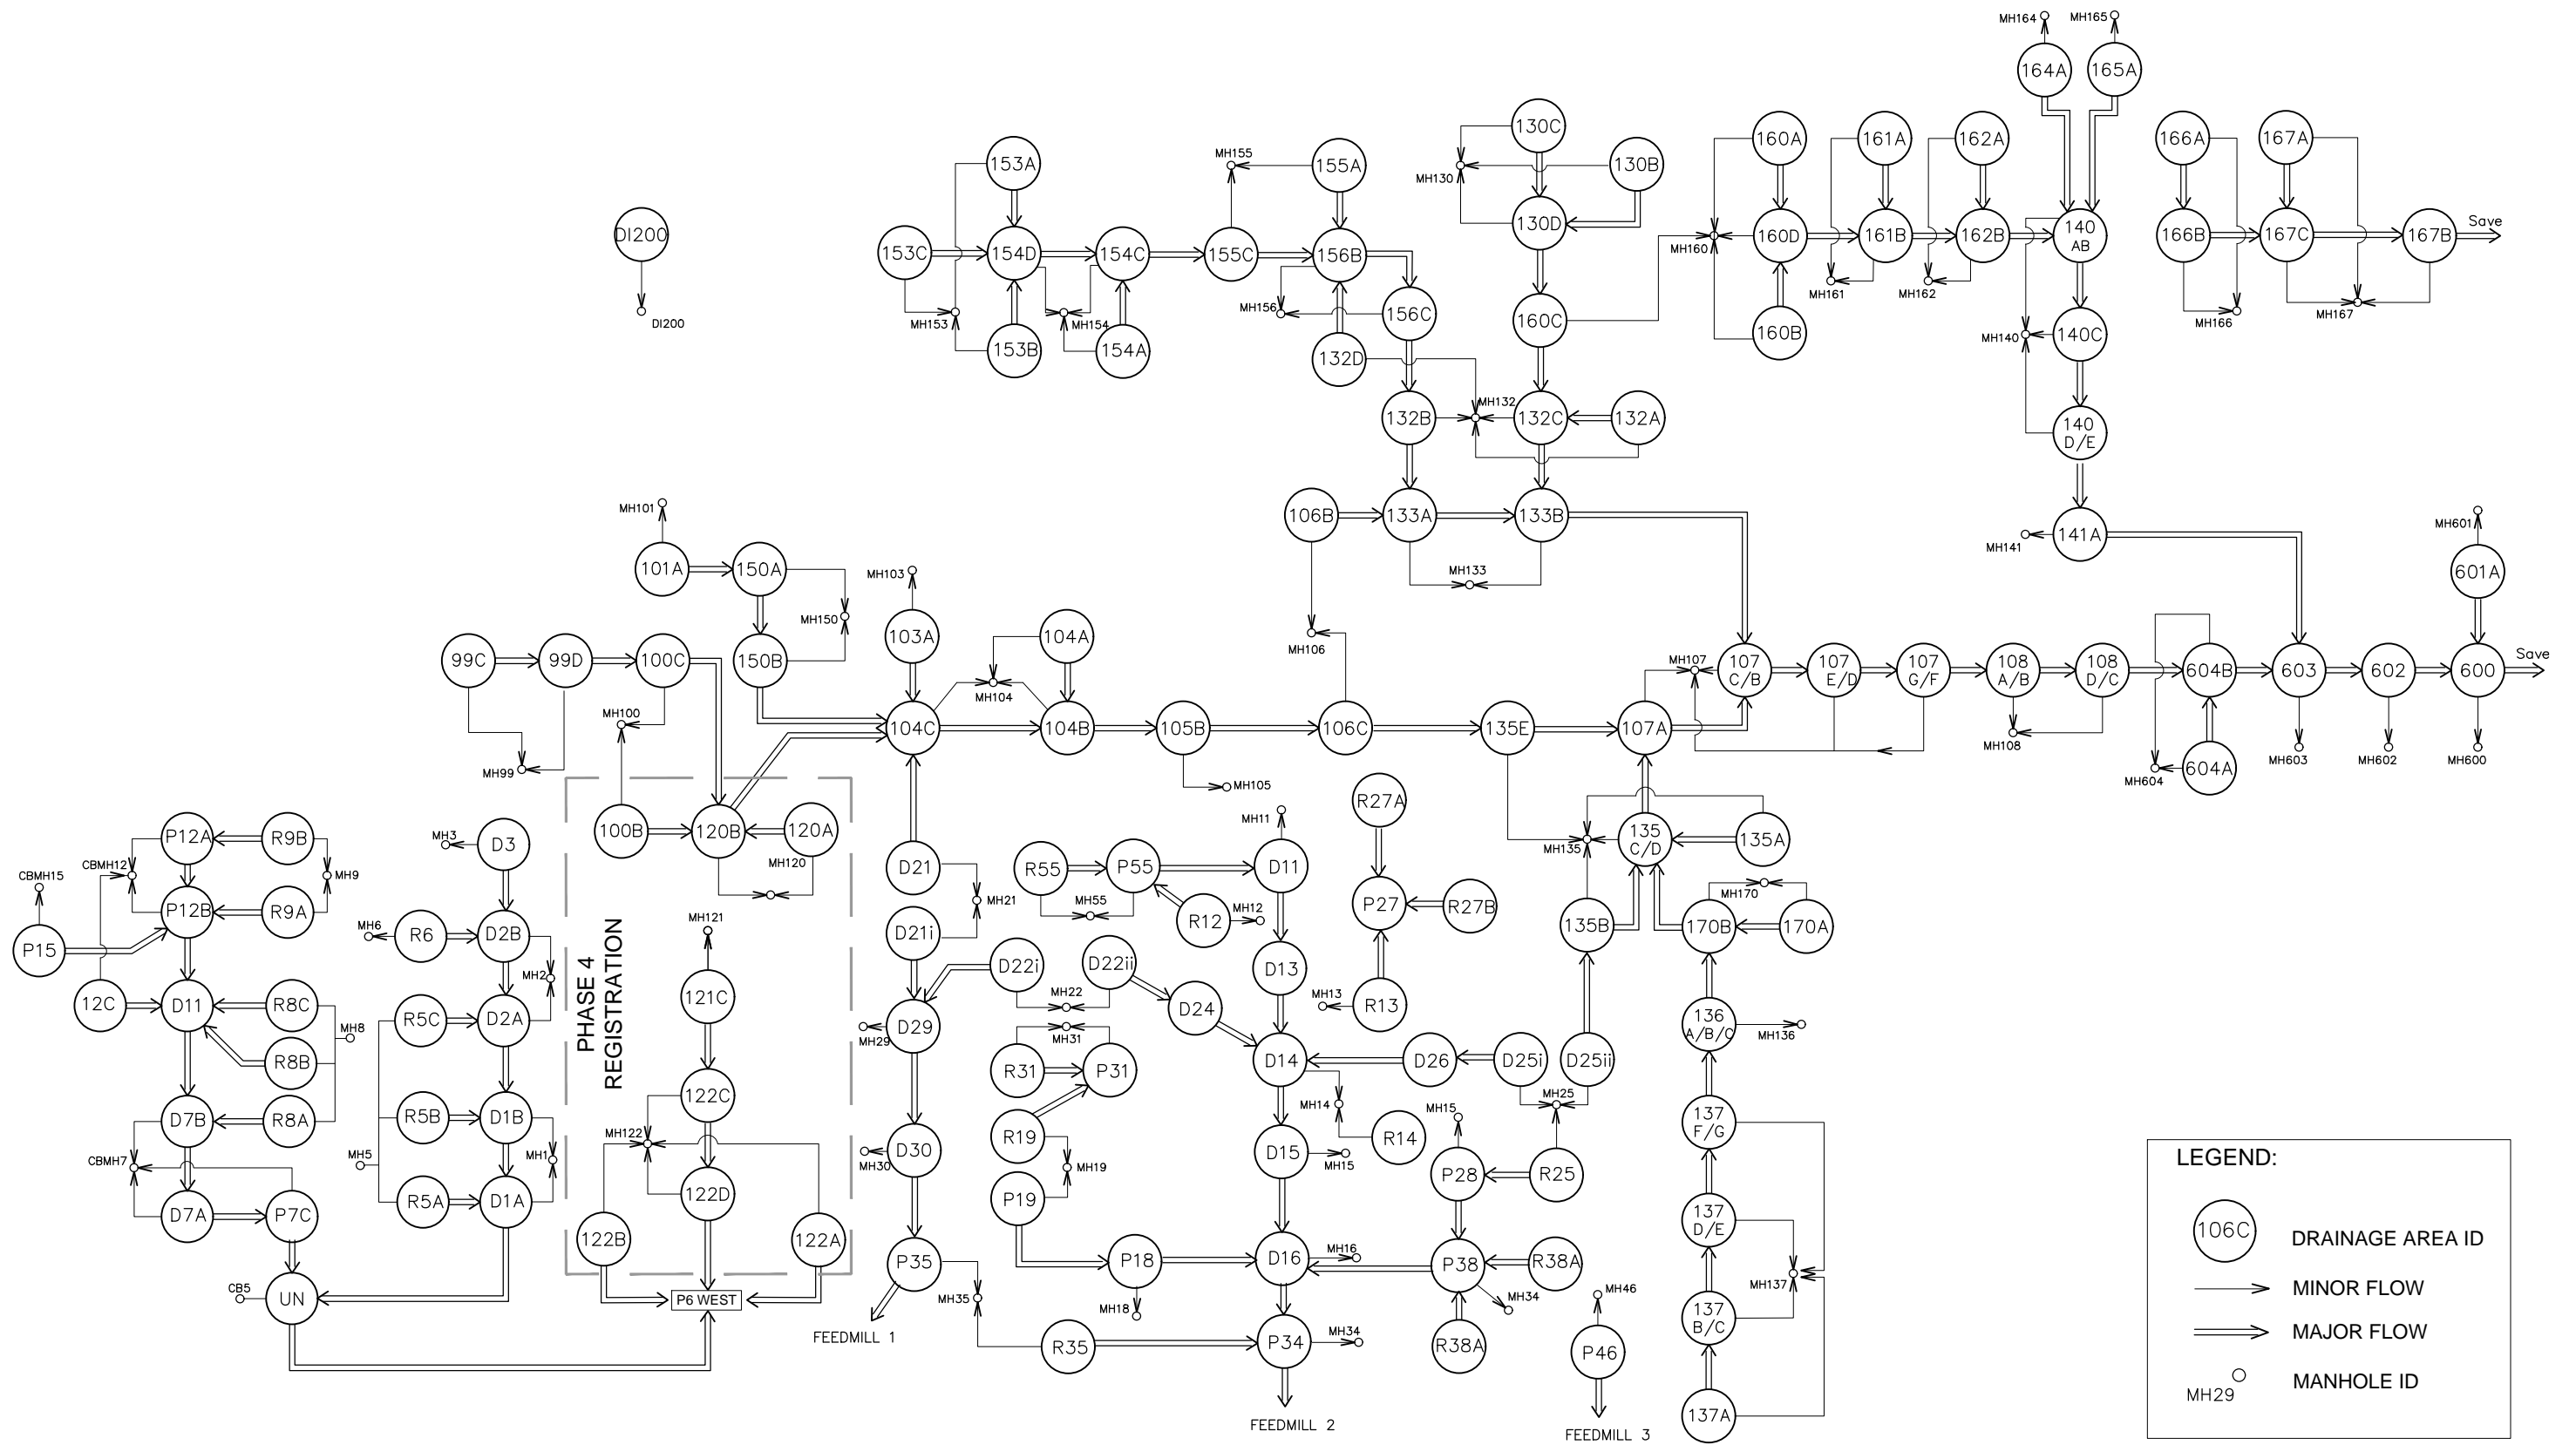 MH164
MH165
164A
165A
130C
160A
161A
162A
166A
167A
153A
MH155
155A
130B
MH130
DI200
153C
154D
154C
155C
156B
130D
MH160
160D
161B
162B
140
AB
166B
167C
167B
Save
MH161
MH162
MH166
MH167
DI200
MH153
MH154
MH156
156C
160C
160B
MH140
140C
153B
154A
132D
132B
MH132
132C
132A
140
D/E
MH101
106B
133A
133B
MH141
141A
MH601
101A
150A
MH103
MH133
601A
MH150
103A
104A
MH106
99C
99D
100C
150B
MH104
MH107
107
C/B
107
E/D
107
G/F
108
A/B
108
D/C
604B
603
602
600
Save
MH100
104C
104B
105B
106C
135E
107A
MH99
MH105
MH108
MH604
604A
MH603
MH602
MH600
100B
120B
120A
MH120
R27A
MH11
MH135
135
C/D
135A
P12A
R9B
MH3
D3
CBMH12
CBMH15
MH9
D21
R55
P55
D11
MH21
MH55
R12
MH12
P27
R27B
MH170
P12B
R9A
MH6
R6
D2B
MH121
D21i
135B
170B
170A
P15
MH2
D22i
D22ii
D13
12C
D11
R8C
MH8
R5C
D2A
PHASE 4
REGISTRATION
121C
MH22
D24
MH13
R13
D29
MH29
MH31
136
A/B/C
MH136
R8B
R31
P31
D14
D26
D25i
D25ii
D7B
R8A
R5B
D1B
122C
MH14
MH15
MH25
137
F/G
MH122
R19
R14
CBMH7
MH5
MH1
D30
MH30
MH19
D15
MH15
P28
R25
D7A
P7C
R5A
D1A
122D
P19
137
D/E
122B
122A
P35
P18
D16
MH16
P38
R38A
CB5
UN
P6 WEST
MH35
MH18
MH34
MH46
MH137
137
B/C
FEEDMILL 1
R35
P34
MH34
R38A
P46
137A
FEEDMILL 2
FEEDMILL 3
LEGEND:
106C
DRAINAGE AREA ID
MINOR FLOW
MAJOR FLOW
MH29
MANHOLE ID